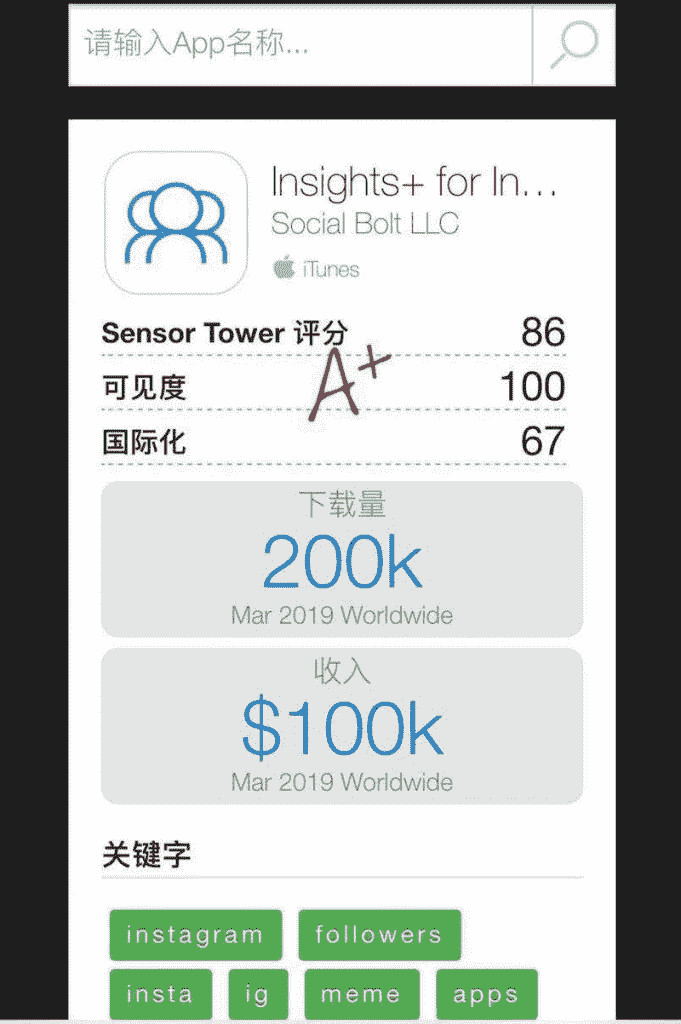 请输入App名称...
Insights+ for In...
Social Bolt LLC
iTunes
Sensor Tower 评分 86
A+
可见度 100
国际化 67
下载量
200k
Mar 2019 Worldwide
收入
$100k
Mar 2019 Worldwide
关键字
instagram followers
insta ig meme apps